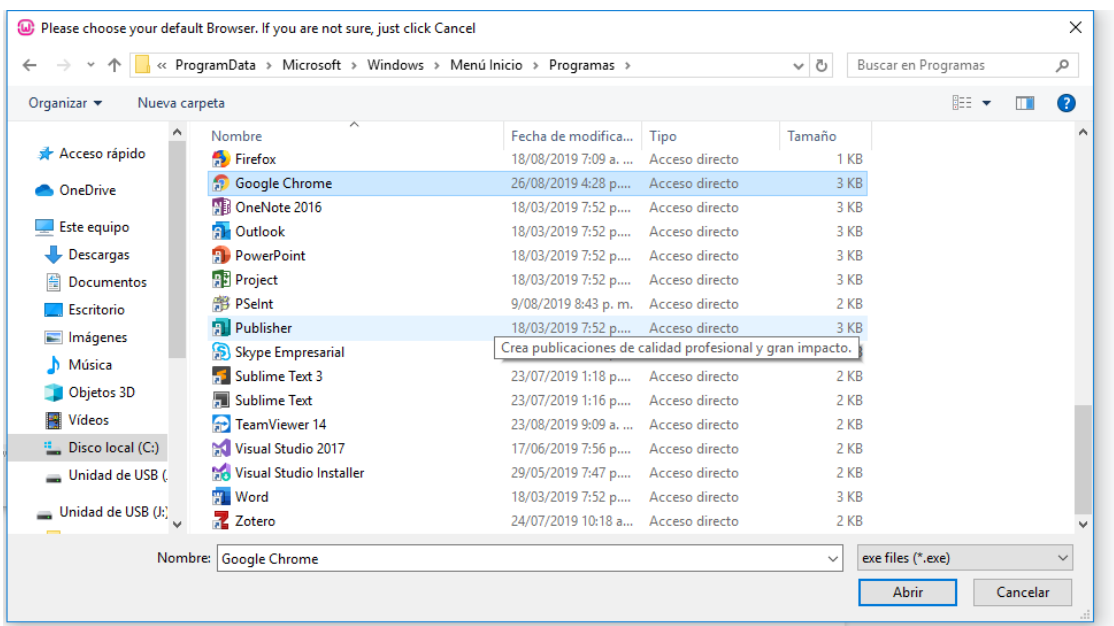 Please choose your default Browser. If you are not sure, just click Cancel
« ProgramData > Microsoft > Windows > Menú Inicio > Programas >
Buscar en Programas
Organizar
Nueva carpeta
Acceso rápido
OneDrive
Este equipo
Descargas
Documentos
Escritorio
Imágenes
Música
Objetos 3D
Vídeos
Disco local (C:)
Unidad de USB (
Unidad de USB (J:)
Nombre Fecha de modifica... Tipo Tamaño
Firefox 18/08/2019 7:09 a. ... Acceso directo 1 KB
Google Chrome 26/08/2019 4:28 p.... Acceso directo 3 KB
OneNote 2016 18/03/2019 7:52 p.... Acceso directo 3 KB
Outlook 18/03/2019 7:52 p.... Acceso directo 3 KB
PowerPoint 18/03/2019 7:52 p.... Acceso directo 3 KB
Project 18/03/2019 7:52 p.... Acceso directo 3 KB
PSeInt 9/08/2019 8:43 p. m. Acceso directo 2 KB
Publisher 18/03/2019 7:52 p.... Acceso directo 3 KB
Skype Empresarial
Crea publicaciones de calidad profesional y gran impacto.
Sublime Text 3 23/07/2019 1:18 p.... Acceso directo 2 KB
Sublime Text 23/07/2019 1:16 p.... Acceso directo 2 KB
TeamViewer 14 23/08/2019 9:09 a. ... Acceso directo 2 KB
Visual Studio 2017 17/06/2019 7:56 p.... Acceso directo 2 KB
Visual Studio Installer 29/05/2019 7:47 p.... Acceso directo 2 KB
Word 18/03/2019 7:52 p.... Acceso directo 3 KB
Zotero 24/07/2019 10:18 a... Acceso directo 2 KB
Nombre: Google Chrome
exe files (*.exe)
Abrir
Cancelar